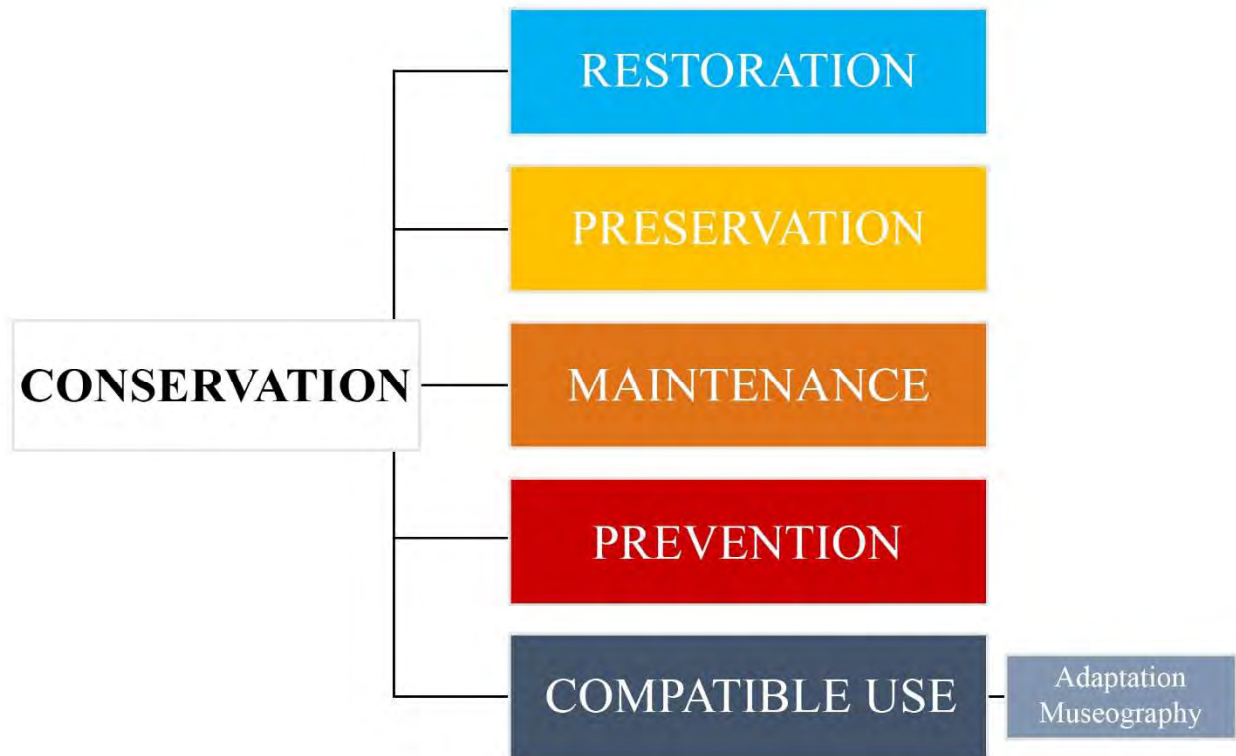 RESTORATION
PRESERVATION
CONSERVATION
MAINTENANCE
PREVENTION
COMPATIBLE USE
Adaptation
Museography